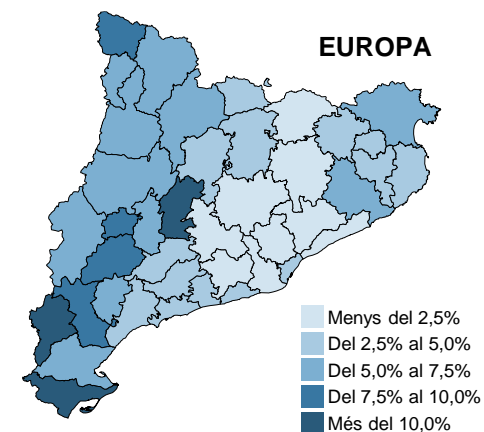 EUROPA
Menys del 2,5%
Del 2,5% al 5,0%
Del 5,0% al 7,5%
Del 7,5% al 10,0%
Més del 10,0%